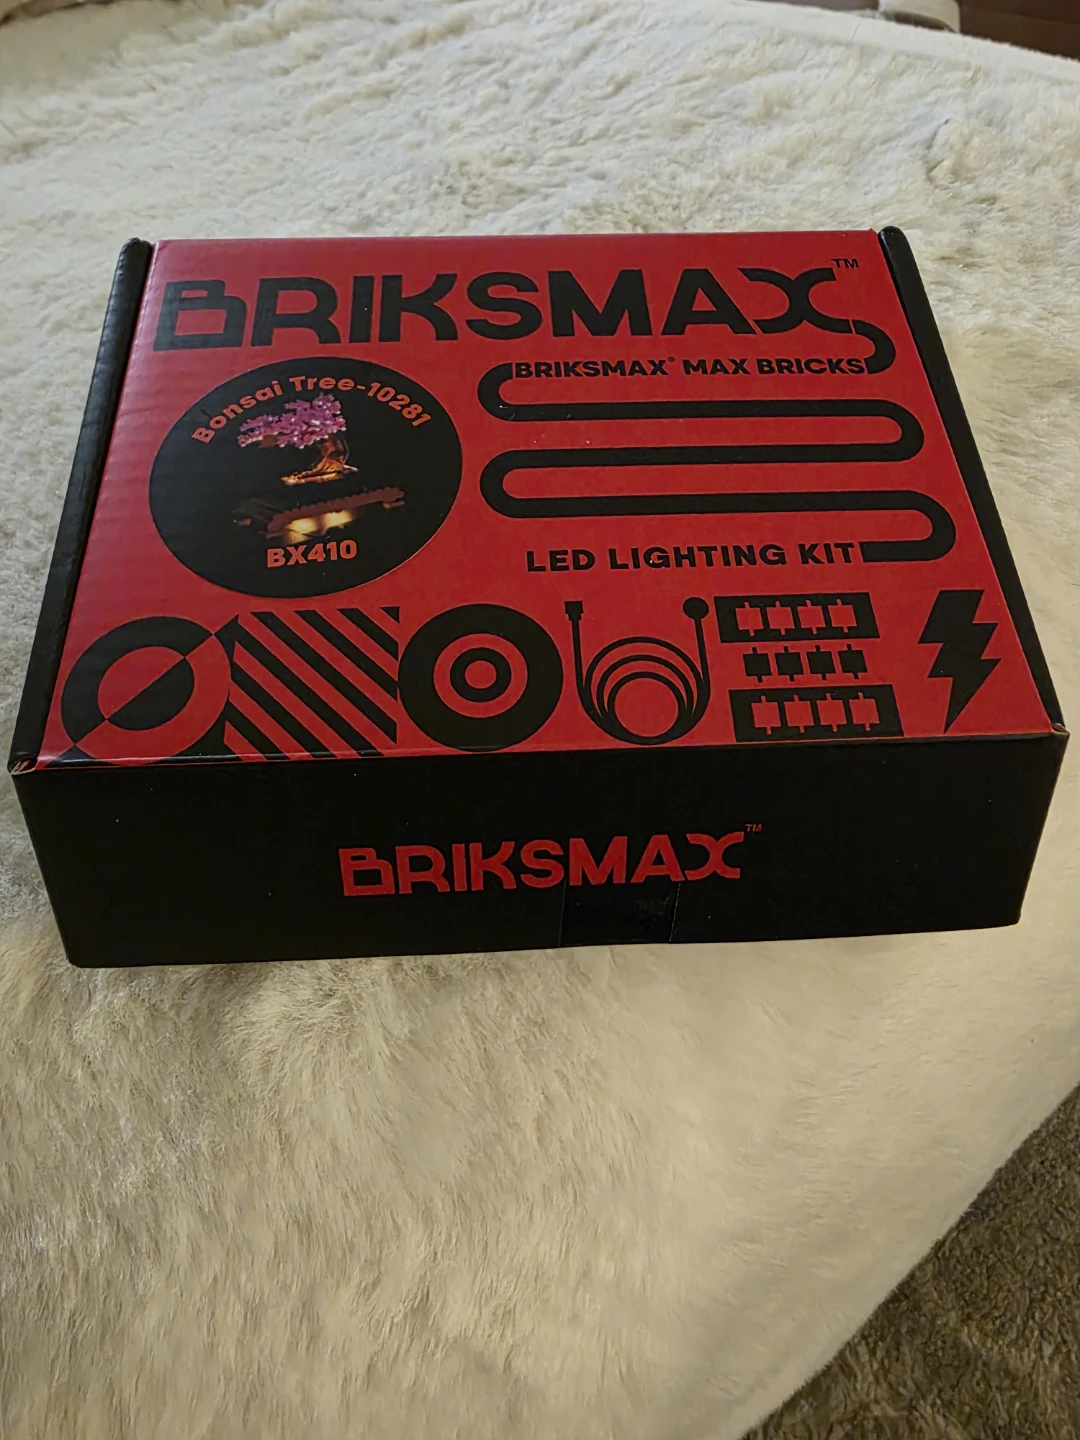 BRIKSMAX™
BRIKSMAX® MAX BRICKS
Bonsai Tree-10281
BX410
LED LIGHTING KIT
BRIKSMAX™